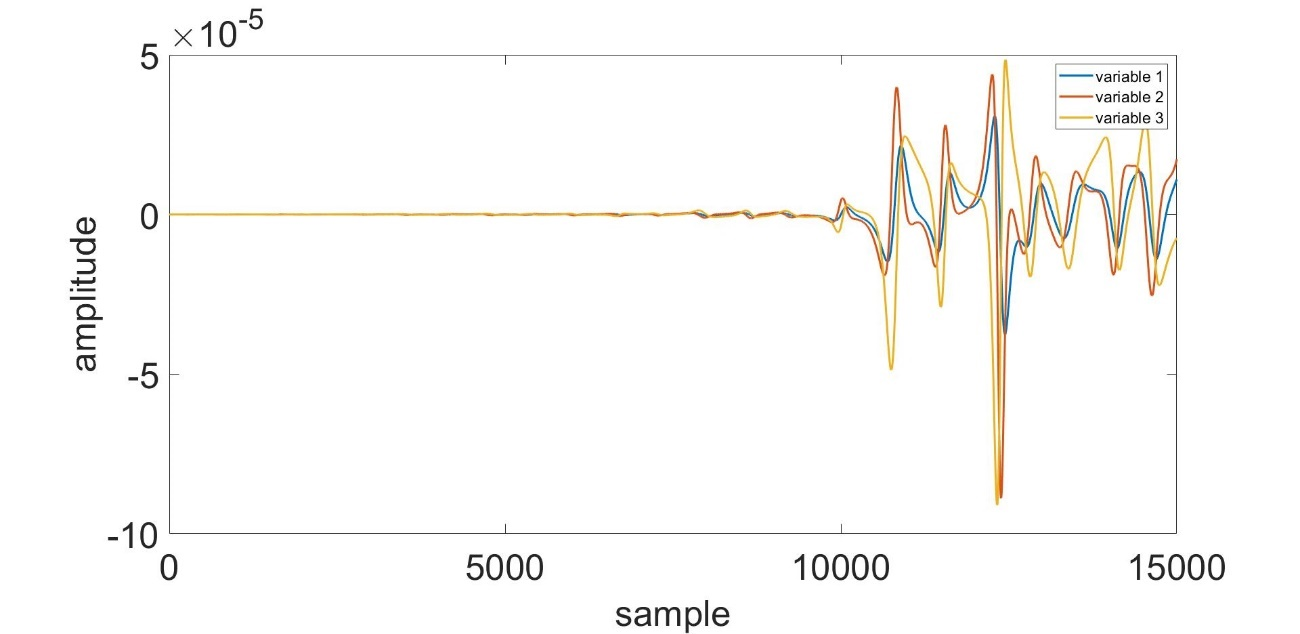 ×10-5
5
0
-5
-10
amplitude
0 5000 10000 15000
sample
variable 1
variable 2
variable 3